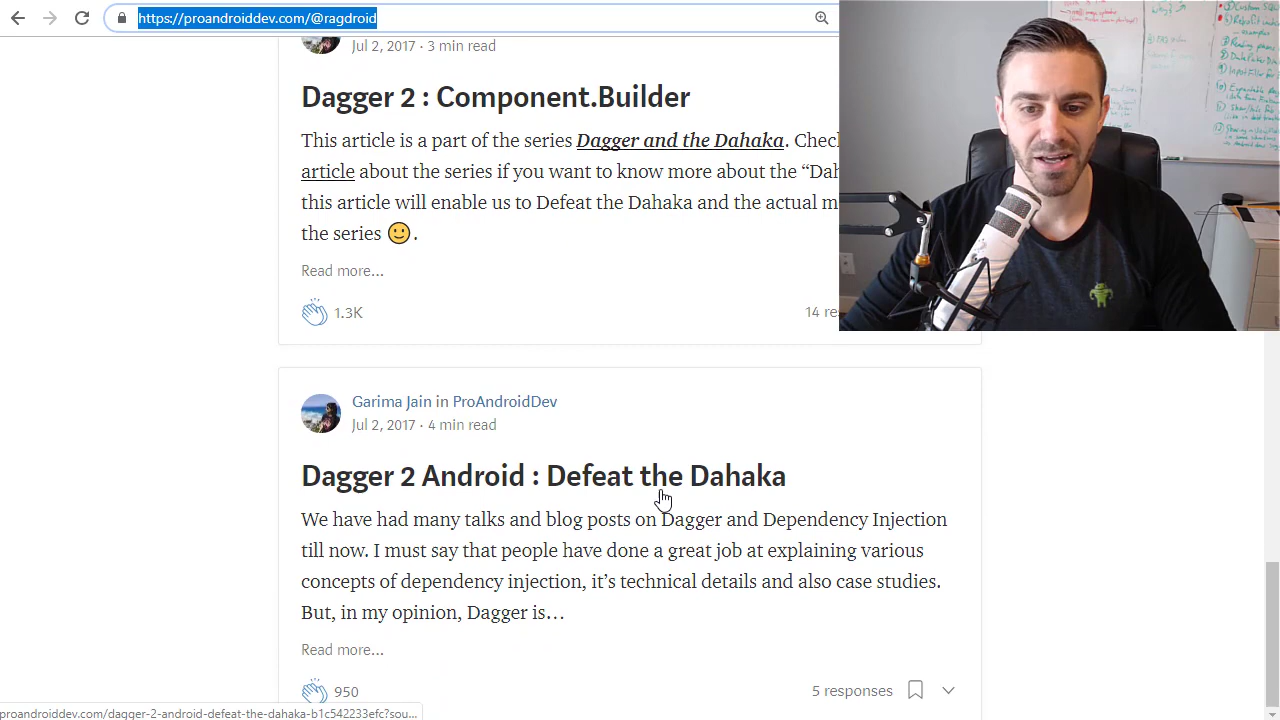 https://proandroiddev.com/@ragdroid
Jul 2, 2017 · 3 min read
Dagger 2 : Component.Builder
This article is a part of the series Dagger and the Dahaka. Chec
article about the series if you want to know more about the “Dah
this article will enable us to Defeat the Dahaka and the actual m
the series 🙂 .
Read more...
1.3K
14 re
Garima Jain in ProAndroidDev
Jul 2, 2017 · 4 min read
Dagger 2 Android : Defeat the Dahaka
We have had many talks and blog posts on Dagger and Dependency Injection
till now. I must say that people have done a great job at explaining various
concepts of dependency injection, it’s technical details and also case studies.
But, in my opinion, Dagger is…
Read more...
950
5 responses
proandroiddev.com/dagger-2-android-defeat-the-dahaka-b1c542233efc?sou...